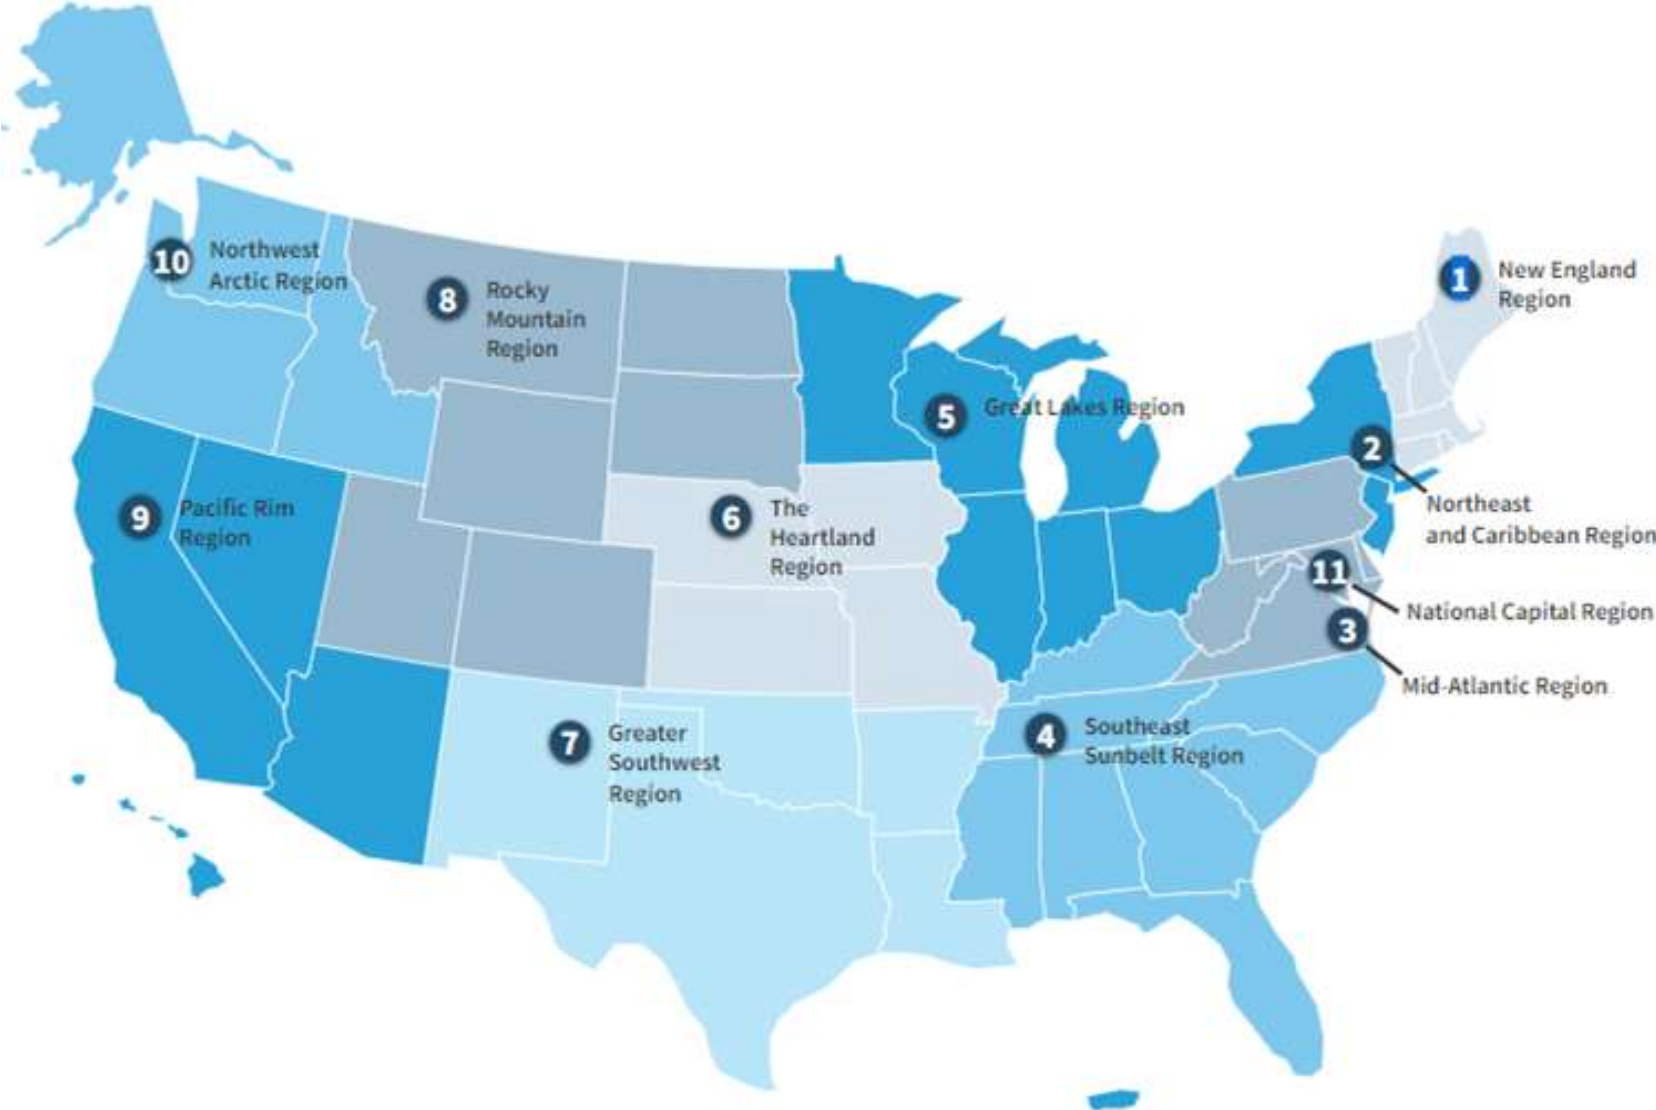 1
New England
Region
10
Northwest
Arctic Region
8
Rocky
Mountain
Region
5
Great Lakes Region
2
Northeast
and Caribbean Region
9
Pacific Rim
Region
6
The
Heartland
Region
11
National Capital Region
3
Mid-Atlantic Region
7
Greater
Southwest
Region
4
Southeast
Sunbelt Region